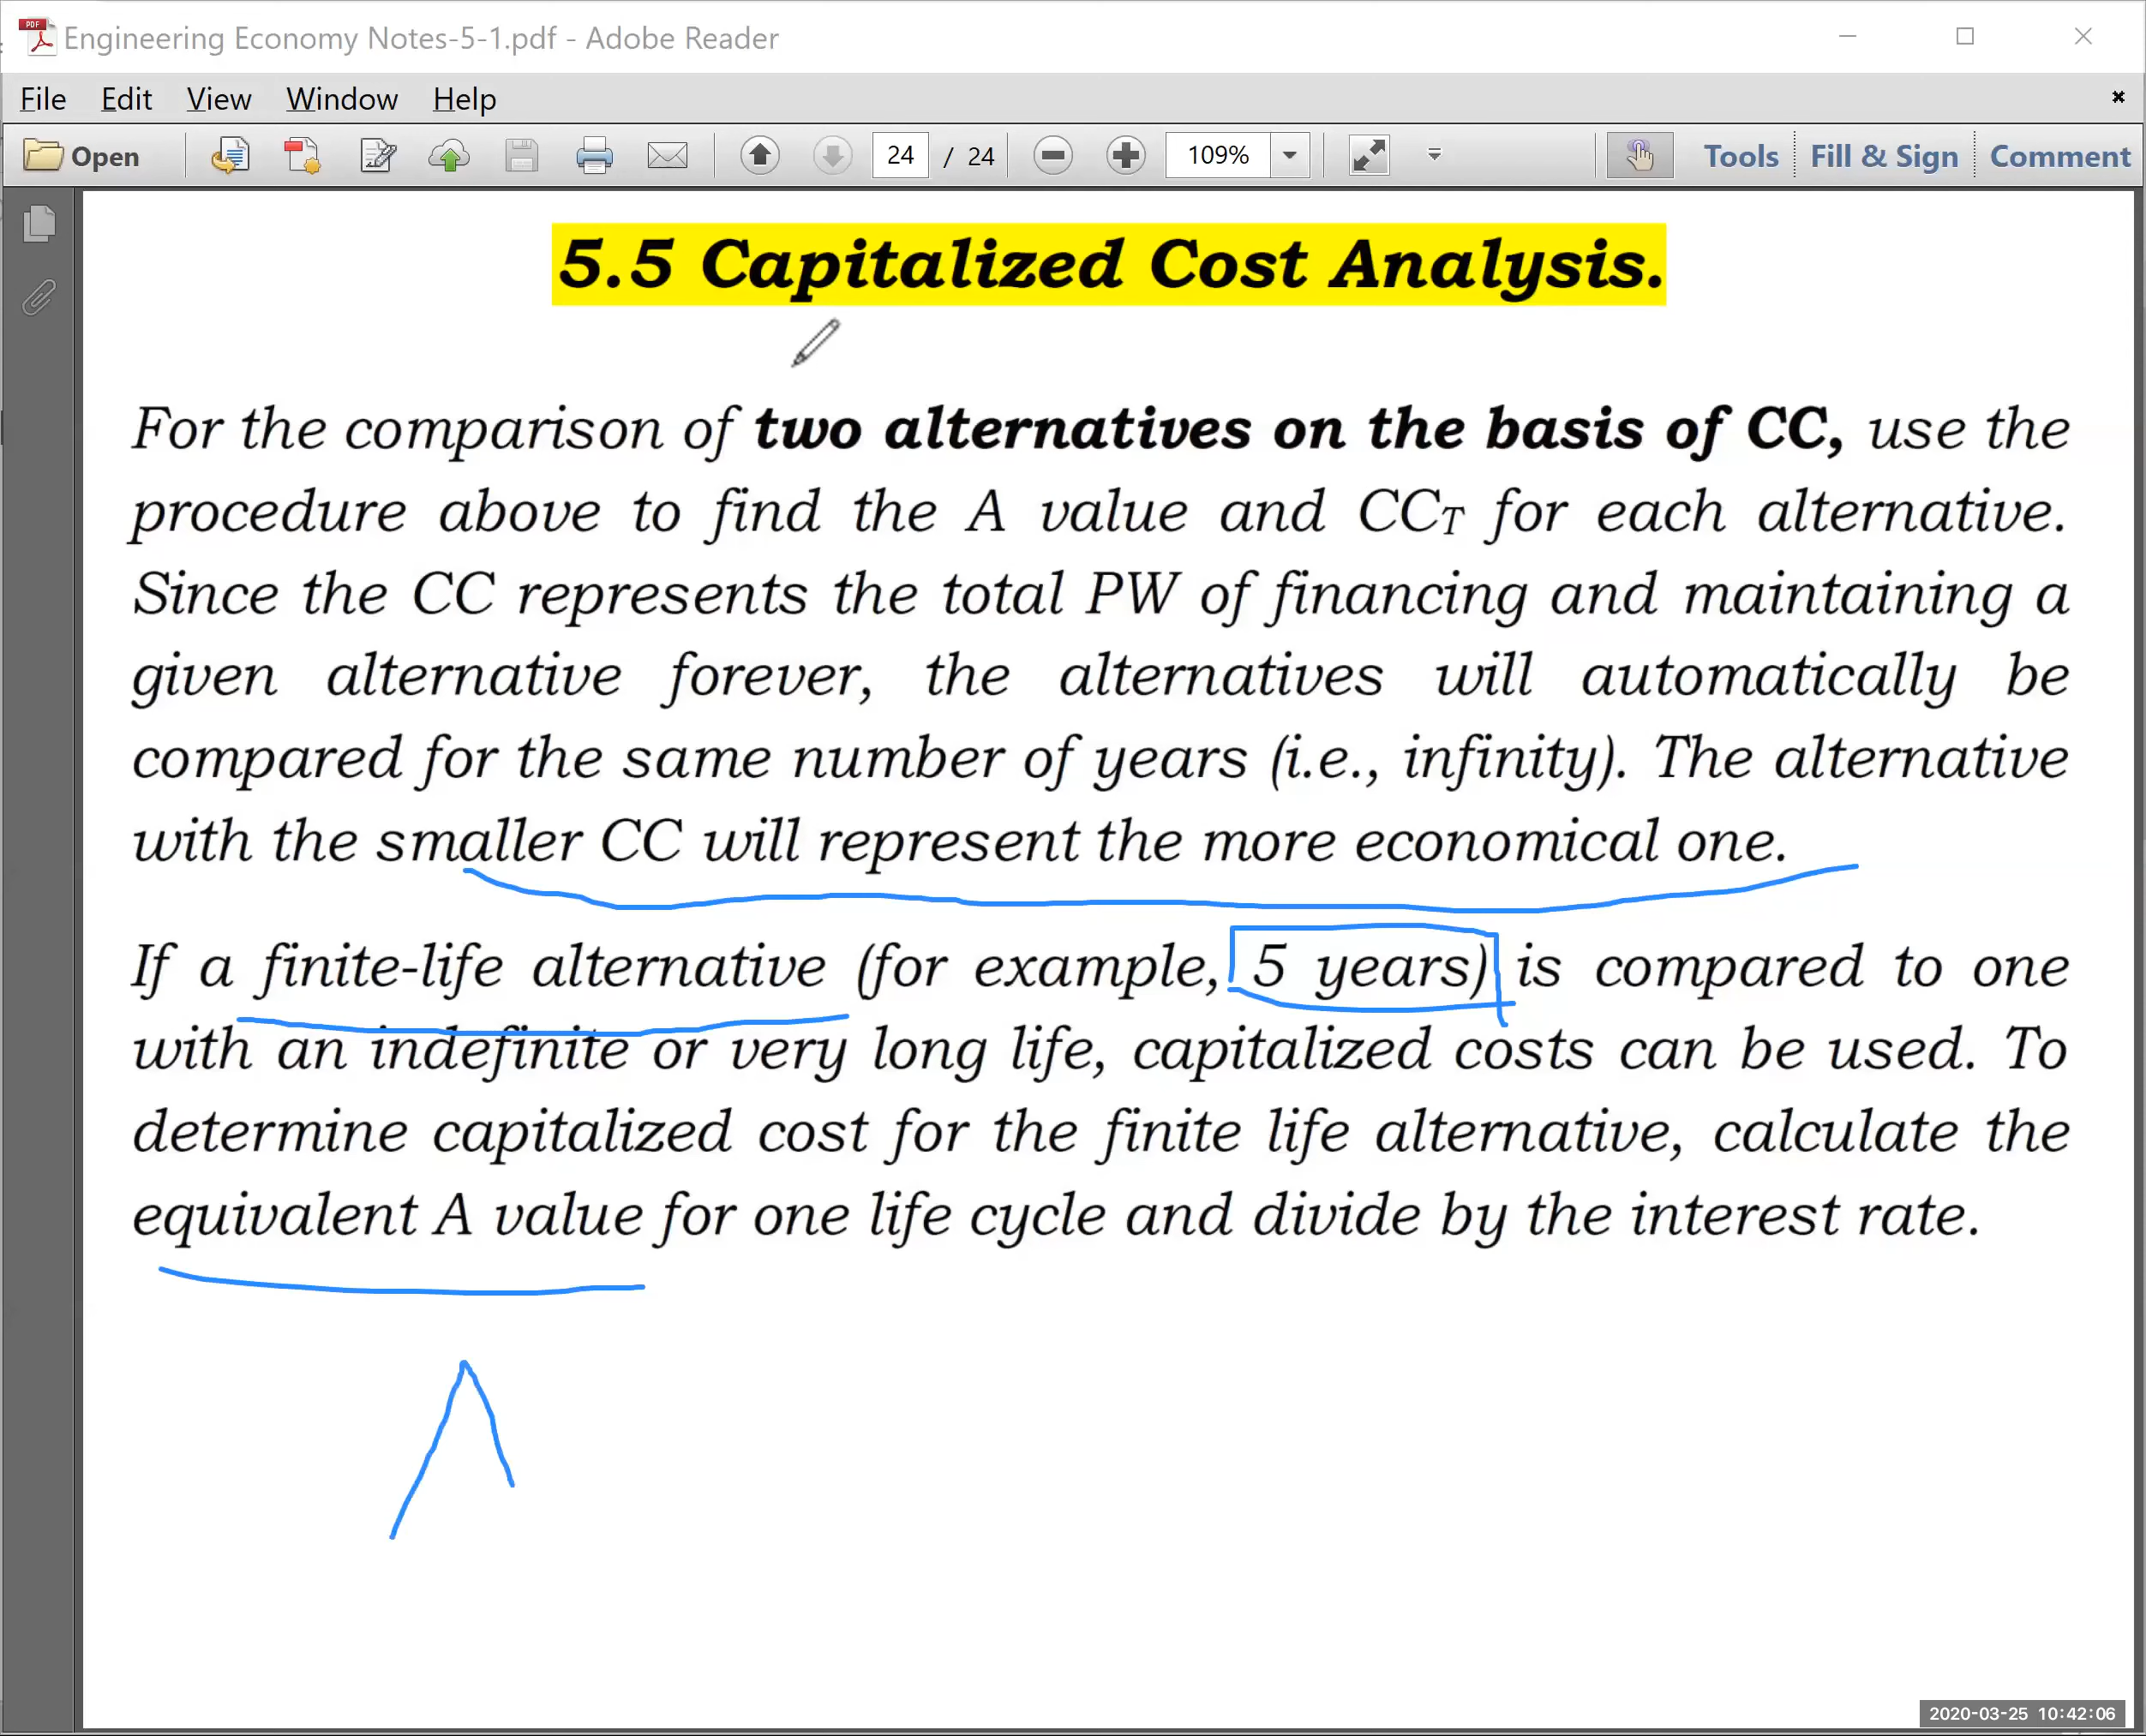 Engineering Economy Notes-5-1.pdf - Adobe Reader
File Edit View Window Help
Open 24 / 24 109% Tools Fill & Sign Comment
5.5 Capitalized Cost Analysis.
For the comparison of two alternatives on the basis of CC, use the
procedure above to find the A value and CCT for each alternative.
Since the CC represents the total PW of financing and maintaining a
given alternative forever, the alternatives will automatically be
compared for the same number of years (i.e., infinity). The alternative
with the smaller CC will represent the more economical one.
If a finite-life alternative (for example, 5 years) is compared to one
with an indefinite or very long life, capitalized costs can be used. To
determine capitalized cost for the finite life alternative, calculate the
equivalent A value for one life cycle and divide by the interest rate.
2020-03-25 10:42:06